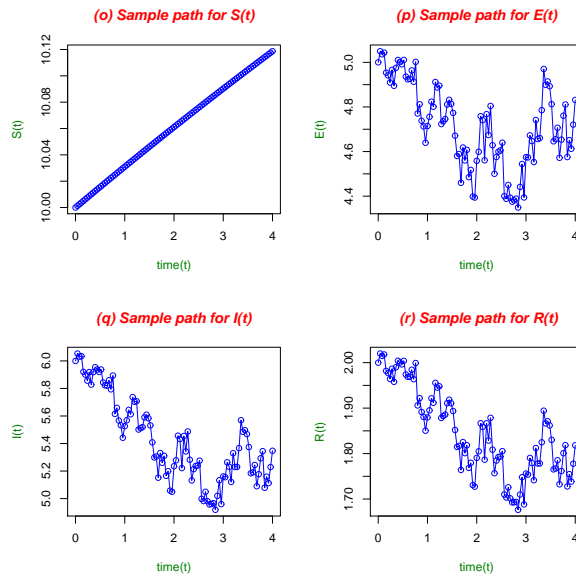 (o) Sample path for S(t)
10.12
10.08
10.04
10.00
S(t)
0 1 2 3 4
time(t)
(p) Sample path for E(t)
5.0
4.8
4.6
4.4
E(t)
0 1 2 3 4
time(t)
(q) Sample path for I(t)
6.0
5.8
5.6
5.4
5.2
5.0
I(t)
0 1 2 3 4
time(t)
(r) Sample path for R(t)
2.00
1.90
1.80
1.70
R(t)
0 1 2 3 4
time(t)